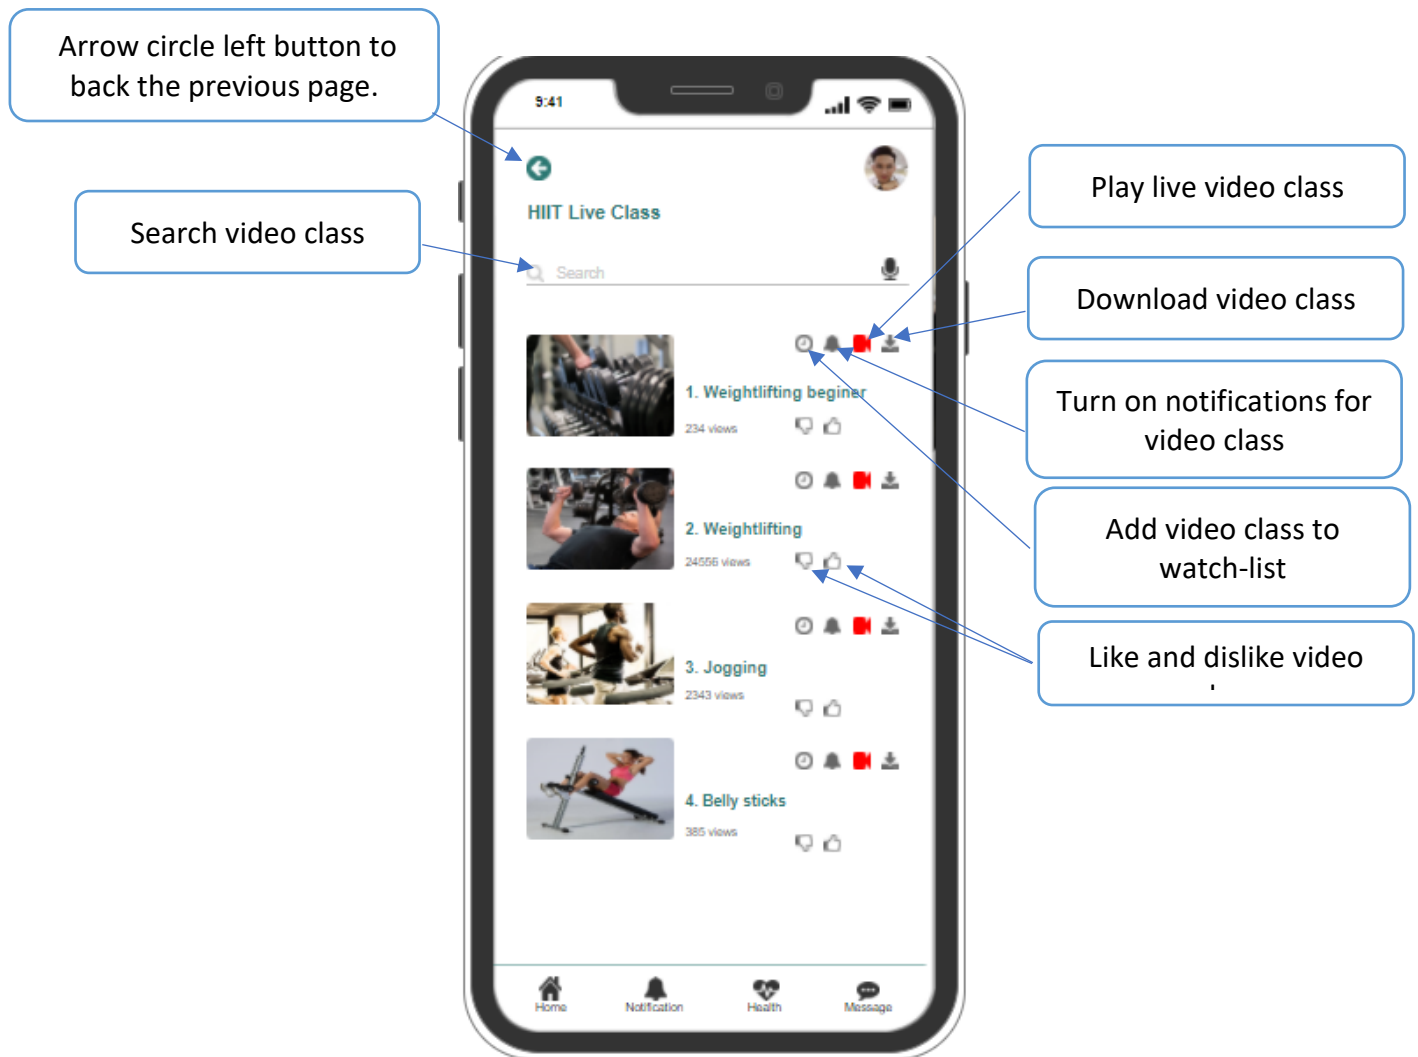 Arrow circle left button to
back the previous page.
Search video class
9:41
HIIT Live Class
Search
1. Weightlifting beginer
234 views
2. Weightlifting
24556 views
3. Jogging
2343 views
4. Belly sticks
385 views
Home
Notification
Health
Message
Play live video class
Download video class
Turn on notifications for
video class
Add video class to
watch-list
Like and dislike video